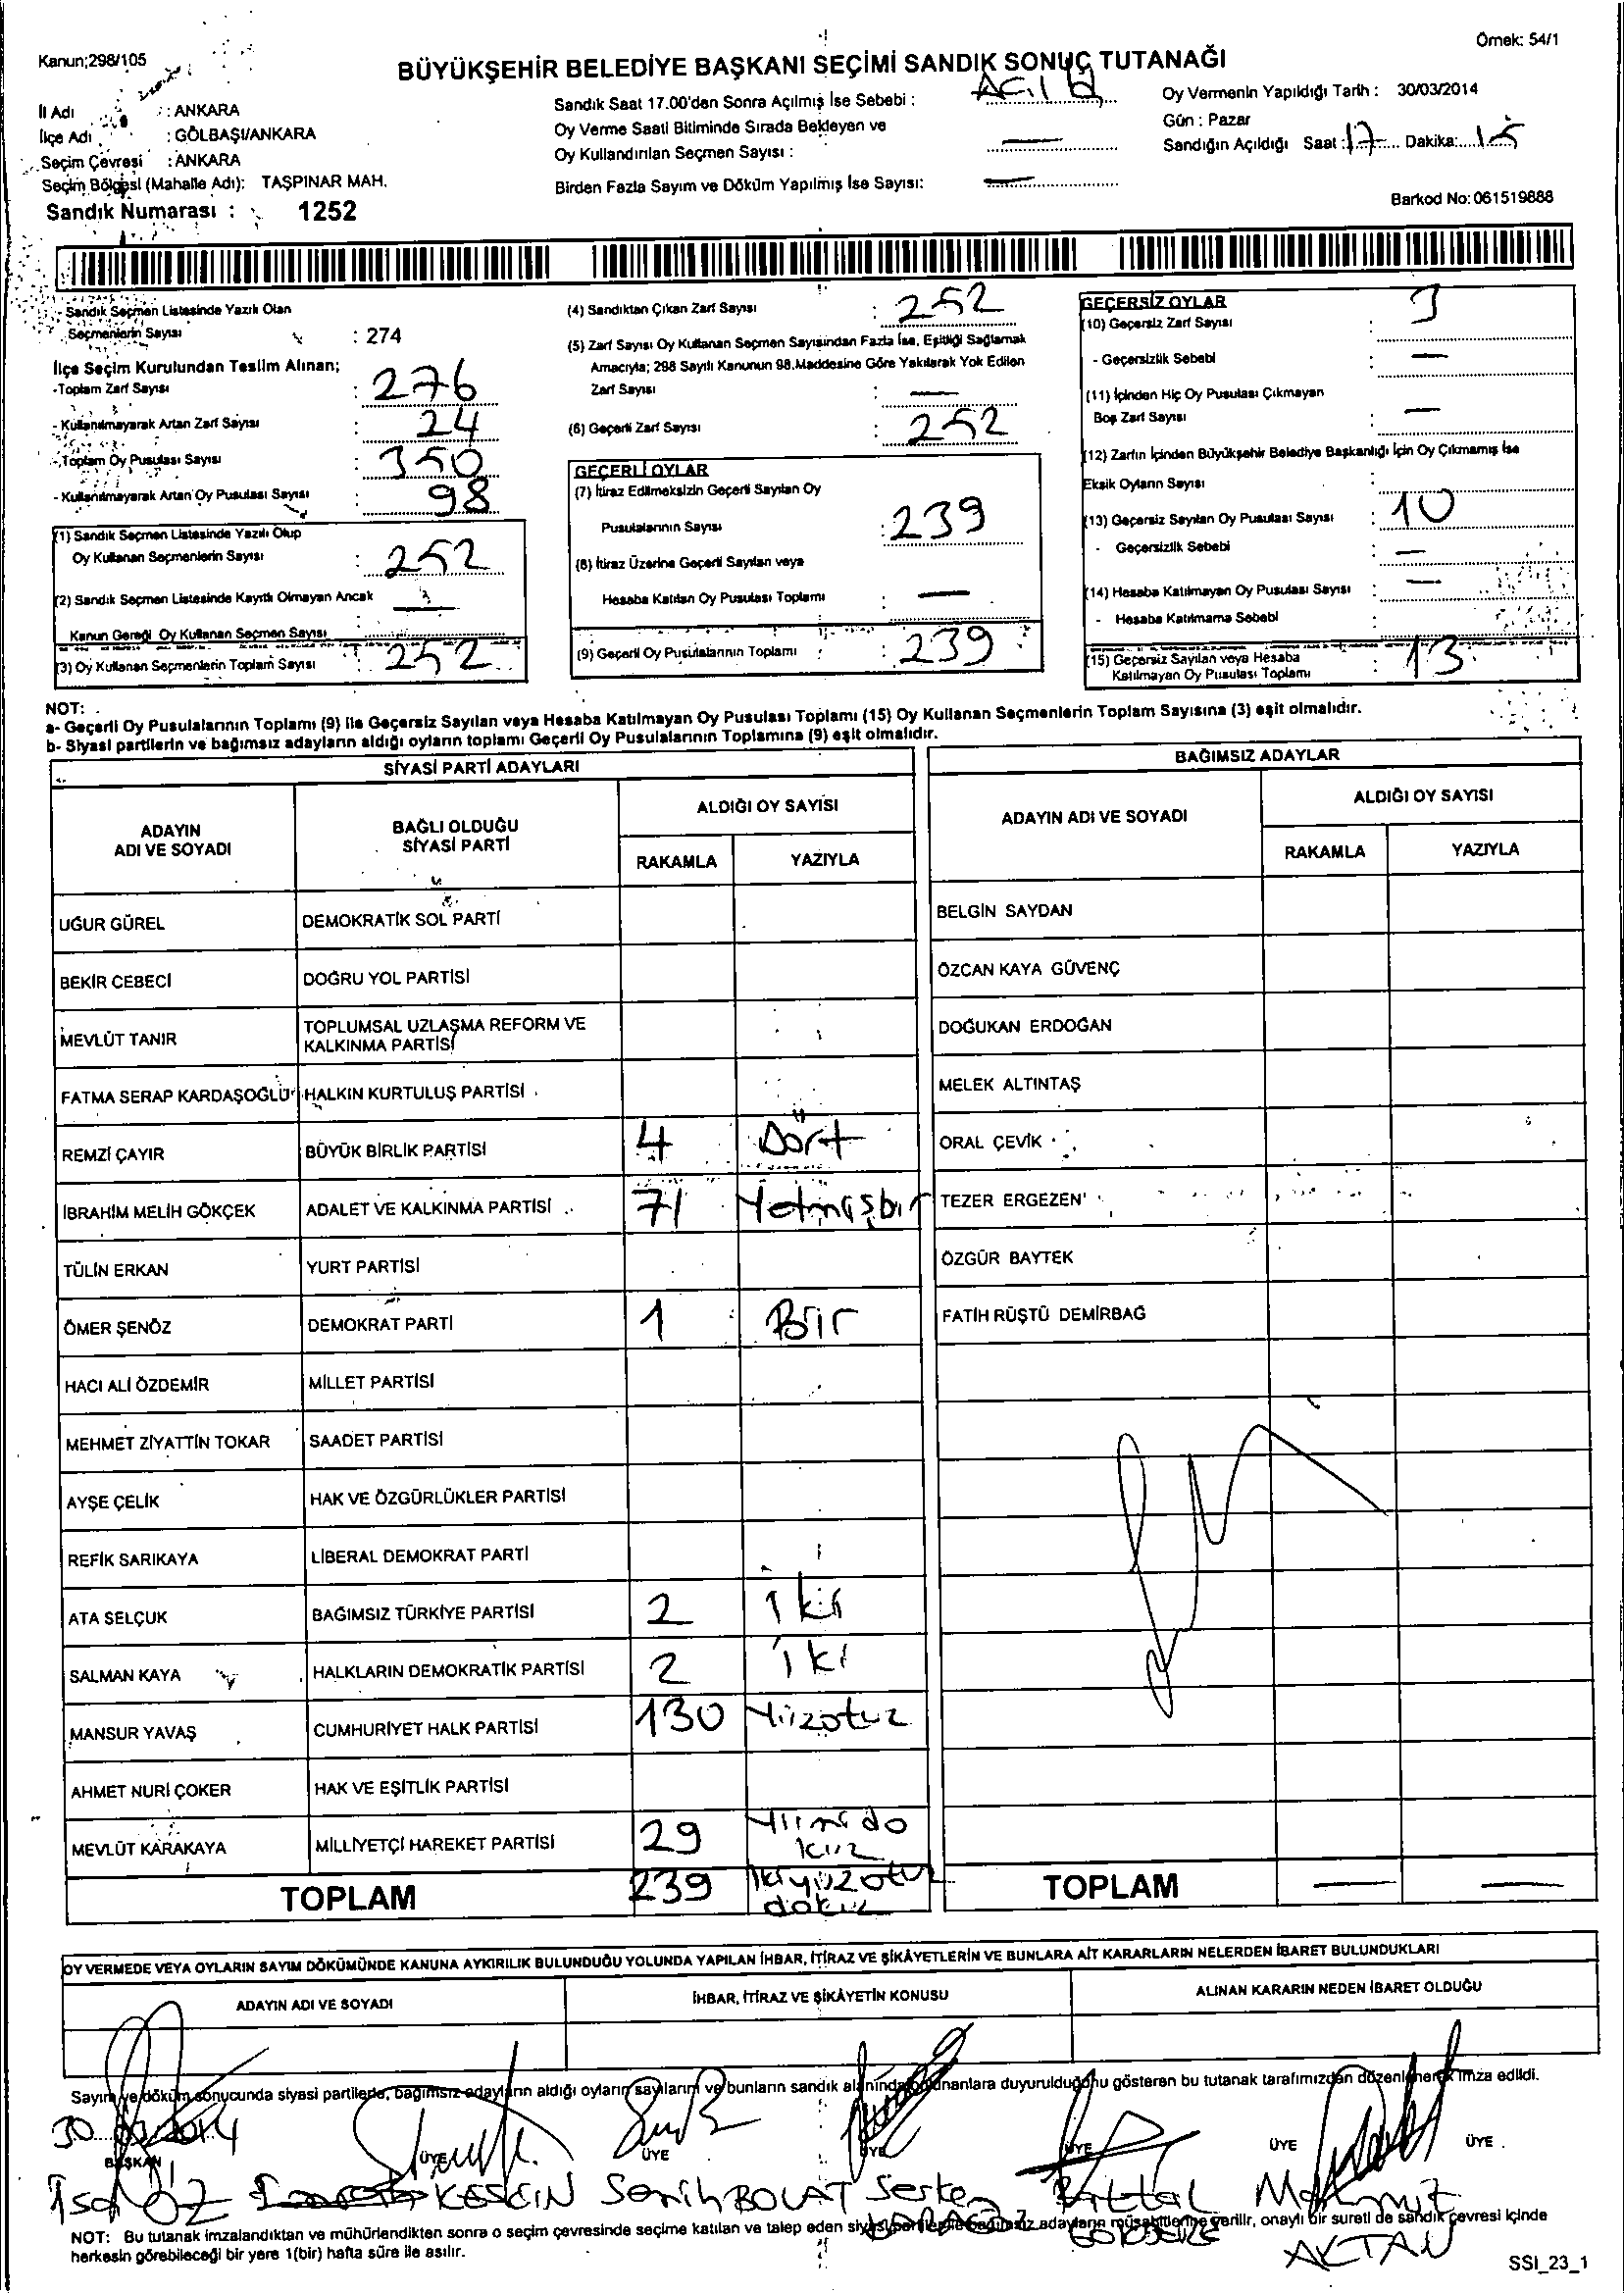 Kanun;298/105
Örnek: 54/1
BÜYÜKŞEHİR BELEDİYE BAŞKANI SEÇİMİ SANDIK SONUÇ TUTANAĞI
İl Adı : ANKARA
İlçe Adı : GÖLBAŞI/ANKARA
Seçim Çevresi : ANKARA
Seçim Bölgesi (Mahalle Adı): TAŞPINAR MAH.
Sandık Numarası : 1252
Sandık Saat 17.00'den Sonra Açılmış İse Sebebi :
Oy Verme Saati Bitiminde Sırada Bekleyen ve
Oy Kullandırılan Seçmen Sayısı : —
Birden Fazla Sayım ve Döküm Yapılmış İse Sayısı: —
Oy Vermenin Yapıldığı Tarih : 30/03/2014
Gün : Pazar
Sandığın Açıldığı Saat : 17 Dakika: 15
Barkod No: 061519888
- Sandık Seçmen Listesinde Yazılı Olan
Seçmenlerin Sayısı : 274
İlçe Seçim Kurulundan Teslim Alınan;
-Toplam Zarf Sayısı : 276
- Kullanılmayarak Artan Zarf Sayısı : 24
- Toplam Oy Pusulası Sayısı : 350
- Kullanılmayarak Artan Oy Pusulası Sayısı : 98
(1) Sandık Seçmen Listesinde Yazılı Olup
Oy Kullanan Seçmenlerin Sayısı : 252
(2) Sandık Seçmen Listesinde Kayıtlı Olmayan Ancak
Kanun Gereği Oy Kullanan Seçmen Sayısı —
(3) Oy Kullanan Seçmenlerin Toplam Sayısı : 252
(4) Sandıktan Çıkan Zarf Sayısı : 252
(5) Zarf Sayısı Oy Kullanan Seçmen Sayısından Fazla İse, Eşitliği Sağlamak
Amacıyla; 298 Sayılı Kanunun 98.Maddesine Göre Yakılarak Yok Edilen
Zarf Sayısı : —
(6) Geçerli Zarf Sayısı : 252
GEÇERLİ OYLAR
(7) İtiraz Edilmeksizin Geçerli Sayılan Oy
Pusulalarının Sayısı : 239
(8) İtiraz Üzerine Geçerli Sayılan veya
Hesaba Katılan Oy Pusulası Toplamı : —
(9) Geçerli Oy Pusulalarının Toplamı : 239
GEÇERSİZ OYLAR
(10) Geçersiz Zarf Sayısı : 3
- Geçersizlik Sebebi : —
(11) İçinden Hiç Oy Pusulası Çıkmayan
Boş Zarf Sayısı : —
(12) Zarfın İçinden Büyükşehir Belediye Başkanlığı İçin Oy Çıkmamış İse
Eksik Oyların Sayısı :
(13) Geçersiz Sayılan Oy Pusulası Sayısı : 10
- Geçersizlik Sebebi : —
(14) Hesaba Katılmayan Oy Pusulası Sayısı : —
- Hesaba Katılmama Sebebi :
(15) Geçersiz Sayılan veya Hesaba
Katılmayan Oy Pusulası Toplamı : 13
NOT:
a- Geçerli Oy Pusulalarının Toplamı (9) ile Geçersiz Sayılan veya Hesaba Katılmayan Oy Pusulası Toplamı (15) Oy Kullanan Seçmenlerin Toplam Sayısına (3) eşit olmalıdır.
b- Siyasi partilerin ve bağımsız adayların aldığı oyların toplamı Geçerli Oy Pusulalarının Toplamına (9) eşit olmalıdır.
SİYASİ PARTİ ADAYLARI
ADAYIN ADI VE SOYADI
BAĞLI OLDUĞU SİYASİ PARTİ
ALDIĞI OY SAYISI
RAKAMLA YAZIYLA
UĞUR GÜREL DEMOKRATİK SOL PARTİ
BEKİR CEBECİ DOĞRU YOL PARTİSİ
MEVLÜT TANIR TOPLUMSAL UZLAŞMA REFORM VE KALKINMA PARTİSİ
FATMA SERAP KARDAŞOĞLU HALKIN KURTULUŞ PARTİSİ
REMZİ ÇAYIR BÜYÜK BİRLİK PARTİSİ 4 Dört
İBRAHİM MELİH GÖKÇEK ADALET VE KALKINMA PARTİSİ 71 Yetmişbir
TÜLİN ERKAN YURT PARTİSİ
ÖMER ŞENÖZ DEMOKRAT PARTİ 1 Bir
HACI ALİ ÖZDEMİR MİLLET PARTİSİ
MEHMET ZİYATTİN TOKAR SAADET PARTİSİ
AYŞE ÇELİK HAK VE ÖZGÜRLÜKLER PARTİSİ
REFİK SARIKAYA LİBERAL DEMOKRAT PARTİ
ATA SELÇUK BAĞIMSIZ TÜRKİYE PARTİSİ 2 İki
SALMAN KAYA HALKLARIN DEMOKRATİK PARTİSİ 2 İki
MANSUR YAVAŞ CUMHURİYET HALK PARTİSİ 130 Yüzotuz
AHMET NURİ ÇOKER HAK VE EŞİTLİK PARTİSİ
MEVLÜT KARAKAYA MİLLİYETÇİ HAREKET PARTİSİ 29 Yirmido kuz
TOPLAM 239 İkiyüzotuz dokuz
BAĞIMSIZ ADAYLAR
ADAYIN ADI VE SOYADI
ALDIĞI OY SAYISI
RAKAMLA YAZIYLA
BELGİN SAYDAN
ÖZCAN KAYA GÜVENÇ
DOĞUKAN ERDOĞAN
MELEK ALTINTAŞ
ORAL ÇEVİK
TEZER ERGEZEN
ÖZGÜR BAYTEK
FATİH RÜŞTÜ DEMİRBAĞ
TOPLAM — —
OY VERMEDE VEYA OYLARIN SAYIM DÖKÜMÜNDE KANUNA AYKIRILIK BULUNDUĞU YOLUNDA YAPILAN İHBAR, İTİRAZ VE ŞİKÂYETLERİN VE BUNLARA AİT KARARLARIN NELERDEN İBARET BULUNDUKLARI
ADAYIN ADI VE SOYADI
İHBAR, İTİRAZ VE ŞİKÂYETİN KONUSU
ALINAN KARARIN NEDEN İBARET OLDUĞU
Sayım ve döküm sonucunda siyasi partilerle, bağımsız adayların aldığı oyların sayılarını ve bunların sandık alanında bulunanlara duyurulduğunu gösteren bu tutanak tarafımızdan düzenlenerek imza edildi.
BAŞKAN ÜYE ÜYE ÜYE ÜYE ÜYE ÜYE
İsa ÖZ KESKİN Semih BOLAT Serkan Mahmut AKTAN
NOT: Bu tutanak imzalandıktan ve mühürlendikten sonra o seçim çevresinde seçime katılan ve talep eden siyasi partilerle bağımsız adayların müşahitlerine verilir, onaylı bir sureti de sandık çevresi içinde
herkesin görebileceği bir yere 1(bir) hafta süre ile asılır.
SSI_23_1